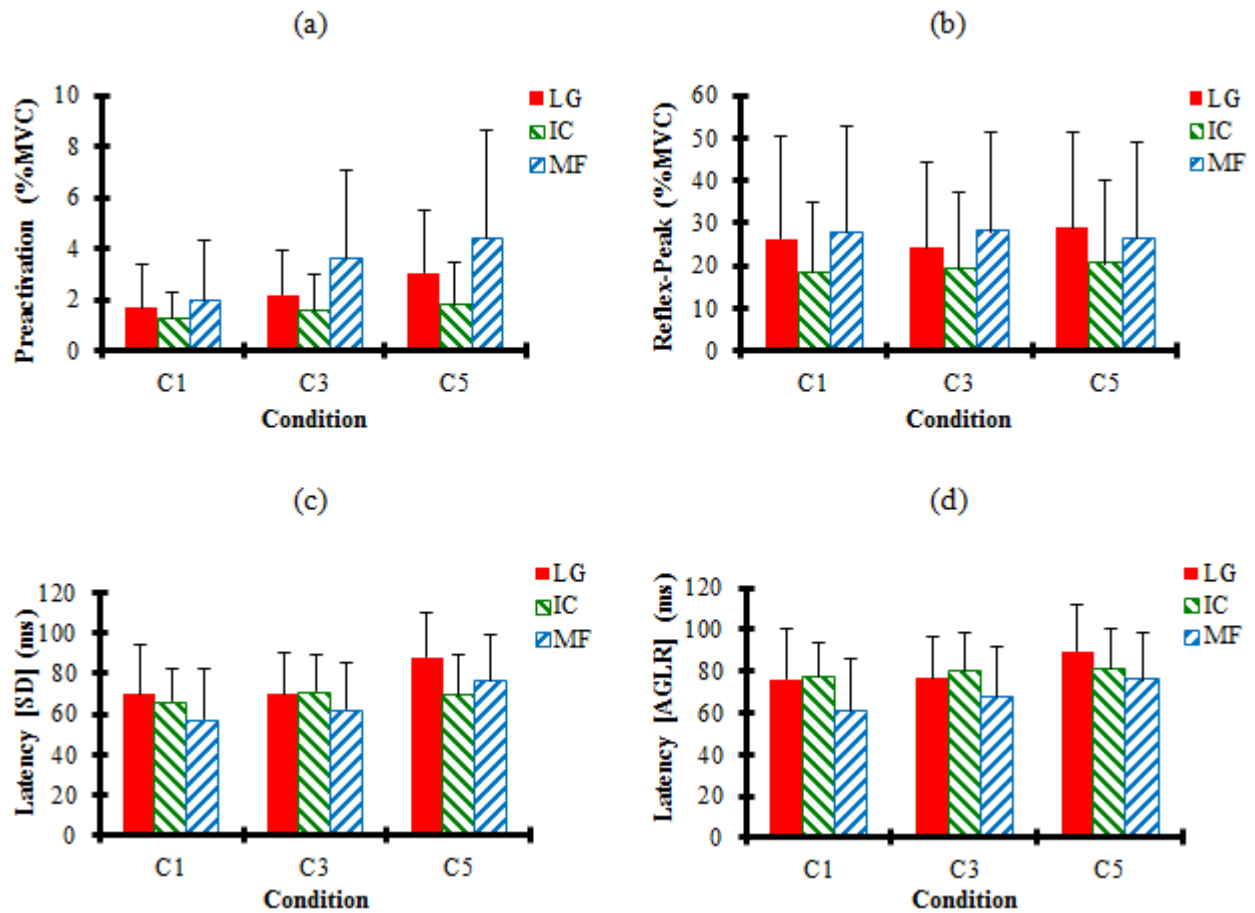 (a)
Preactivation (%MVC)
10
8
6
4
2
0
C1 C3 C5
Condition
LG
IC
MF
(b)
Reflex-Peak (%MVC)
60
50
40
30
20
10
0
C1 C3 C5
Condition
LG
IC
MF
(c)
Latency [SD] (ms)
120
100
80
60
40
20
0
C1 C3 C5
Condition
LG
IC
MF
(d)
Latency [AGLR] (ms)
120
100
80
60
40
20
0
C1 C3 C5
Condition
LG
IC
MF